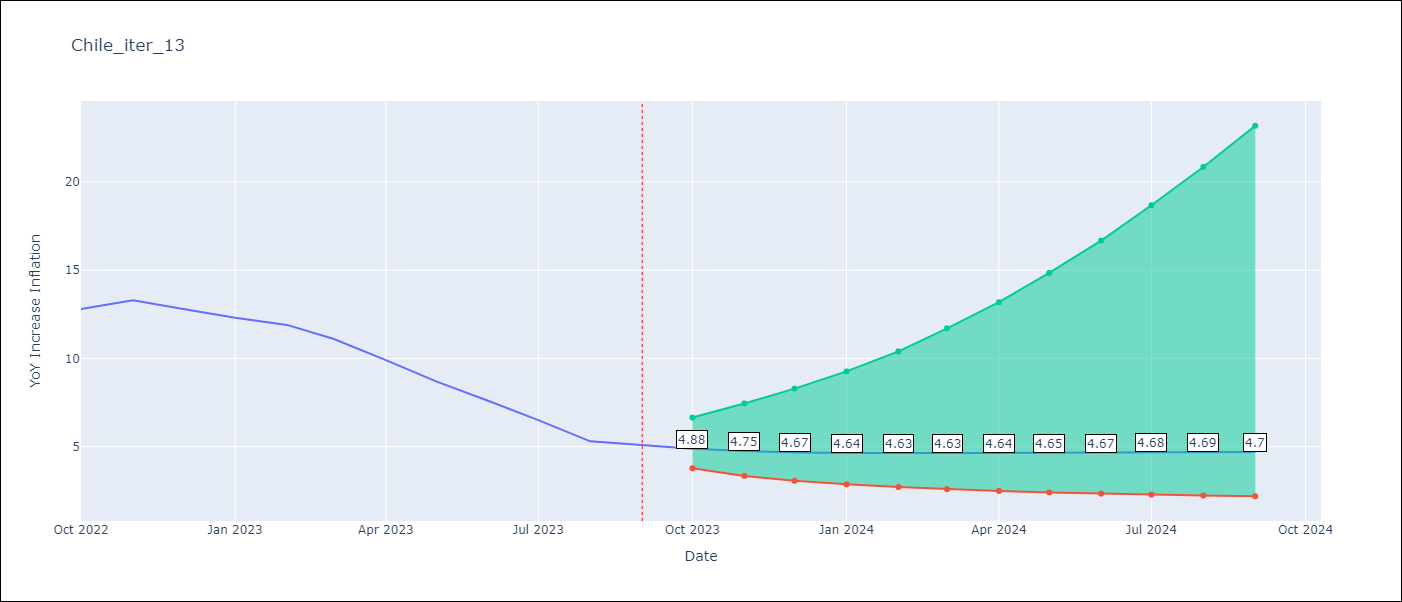 Chile_iter_13
YoY Increase Inflation
20
15
10
5
4.88 4.75 4.67 4.64 4.63 4.63 4.64 4.65 4.67 4.68 4.69 4.7
Oct 2022 Jan 2023 Apr 2023 Jul 2023 Oct 2023 Jan 2024 Apr 2024 Jul 2024 Oct 2024
Date